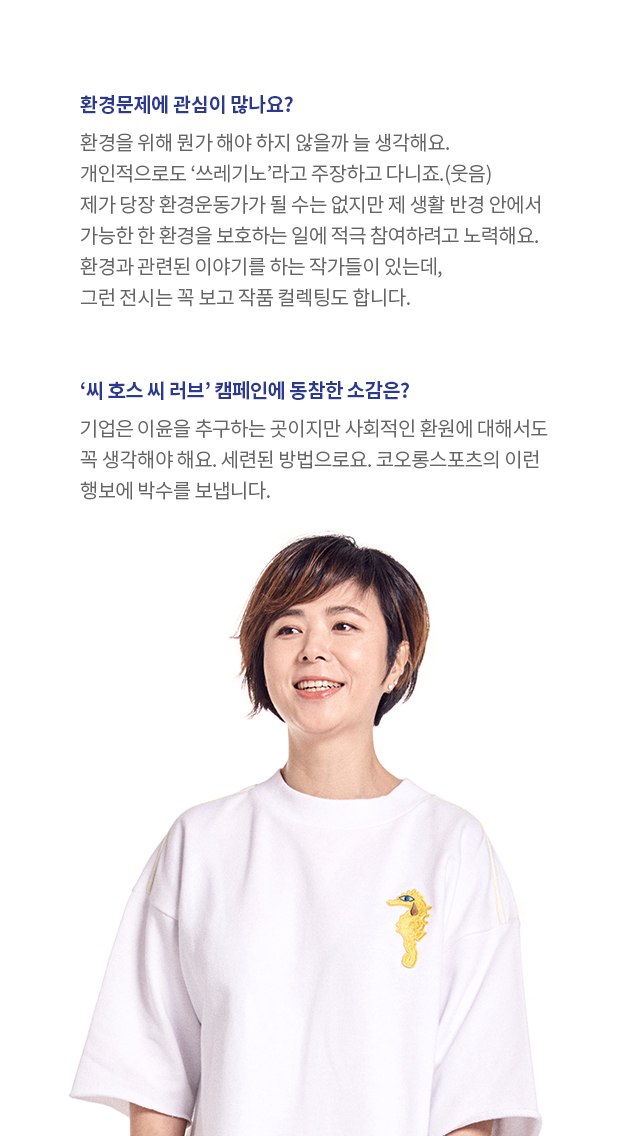 환경문제에 관심이 많나요?
환경을 위해 뭔가 해야 하지 않을까 늘 생각해요.
개인적으로도 ‘쓰레기노’라고 주장하고 다니죠.(웃음)
제가 당장 환경운동가가 될 수는 없지만 제 생활 반경 안에서
가능한 한 환경을 보호하는 일에 적극 참여하려고 노력해요.
환경과 관련된 이야기를 하는 작가들이 있는데,
그런 전시는 꼭 보고 작품 컬렉팅도 합니다.
‘씨 호스 씨 러브’ 캠페인에 동참한 소감은?
기업은 이윤을 추구하는 곳이지만 사회적인 환원에 대해서도
꼭 생각해야 해요. 세련된 방법으로요. 코오롱스포츠의 이런
행보에 박수를 보냅니다.